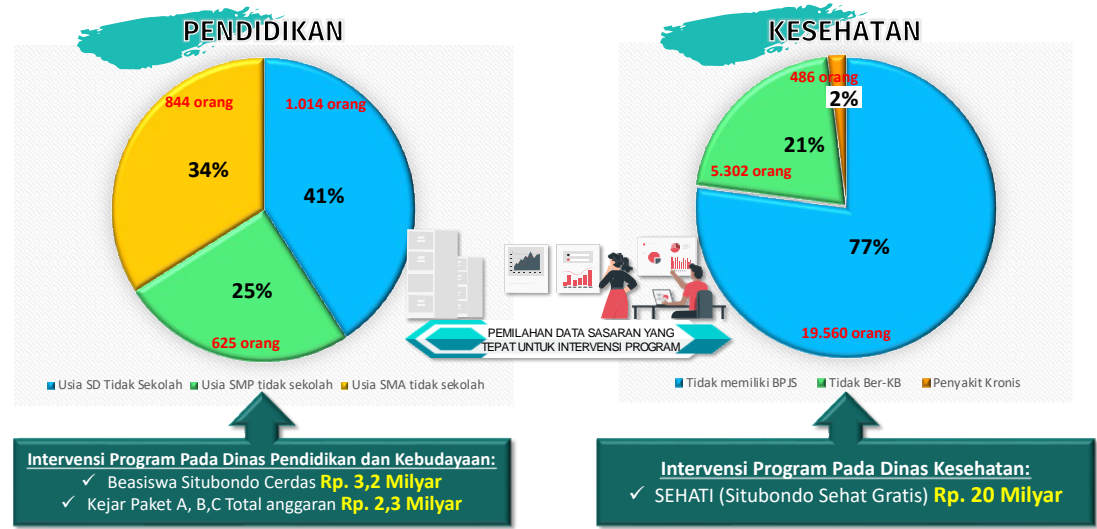 PENDIDIKAN
844 orang
1.014 orang
34%
41%
25%
625 orang
Usia SD Tidak Sekolah Usia SMP tidak sekolah Usia SMA tidak sekolah
KESEHATAN
486 orang
2%
21%
5.302 orang
77%
19.560 orang
Tidak memiliki BPJS Tidak Ber-KB Penyakit Kronis
PEMILAHAN DATA SASARAN YANG
TEPAT UNTUK INTERVENSI PROGRAM
Intervensi Program Pada Dinas Pendidikan dan Kebudayaan:
✓ Beasiswa Situbondo Cerdas Rp. 3,2 Milyar
✓ Kejar Paket A, B,C Total anggaran Rp. 2,3 Milyar
Intervensi Program Pada Dinas Kesehatan:
✓ SEHATI (Situbondo Sehat Gratis) Rp. 20 Milyar